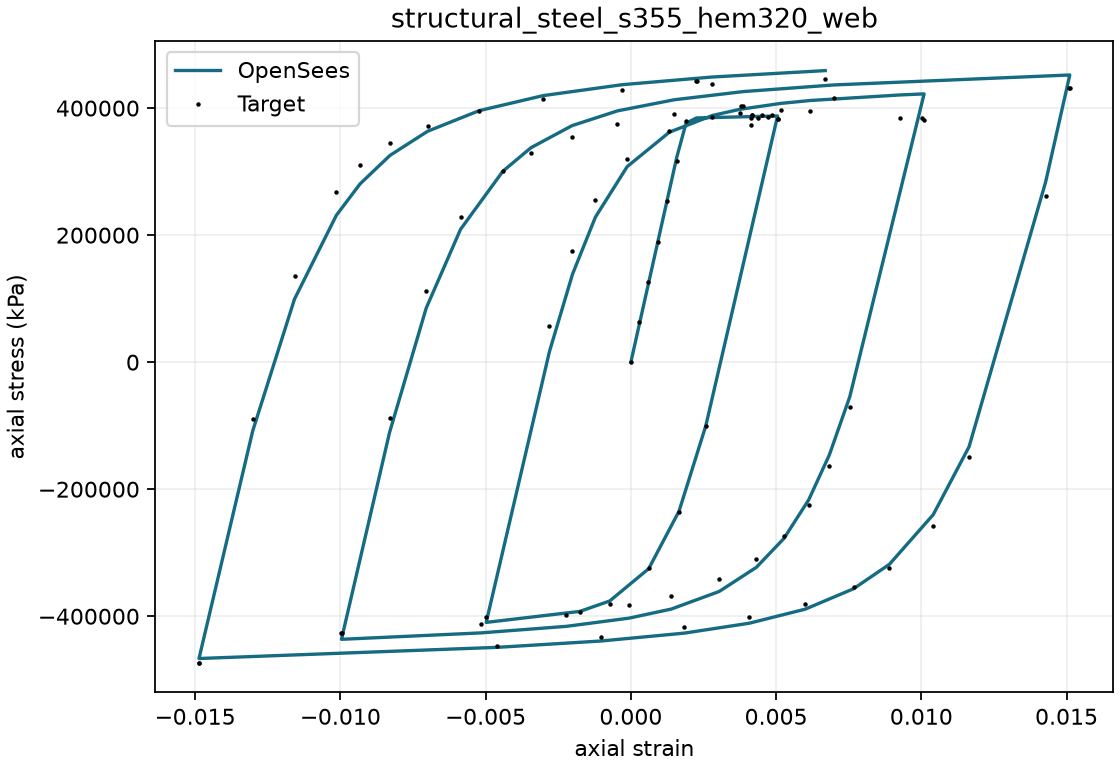 structural_steel_s355_hem320_web
OpenSees
Target
400000
200000
0
−200000
−400000
axial stress (kPa)
−0.015
−0.010
−0.005
0.000
0.005
0.010
0.015
axial strain